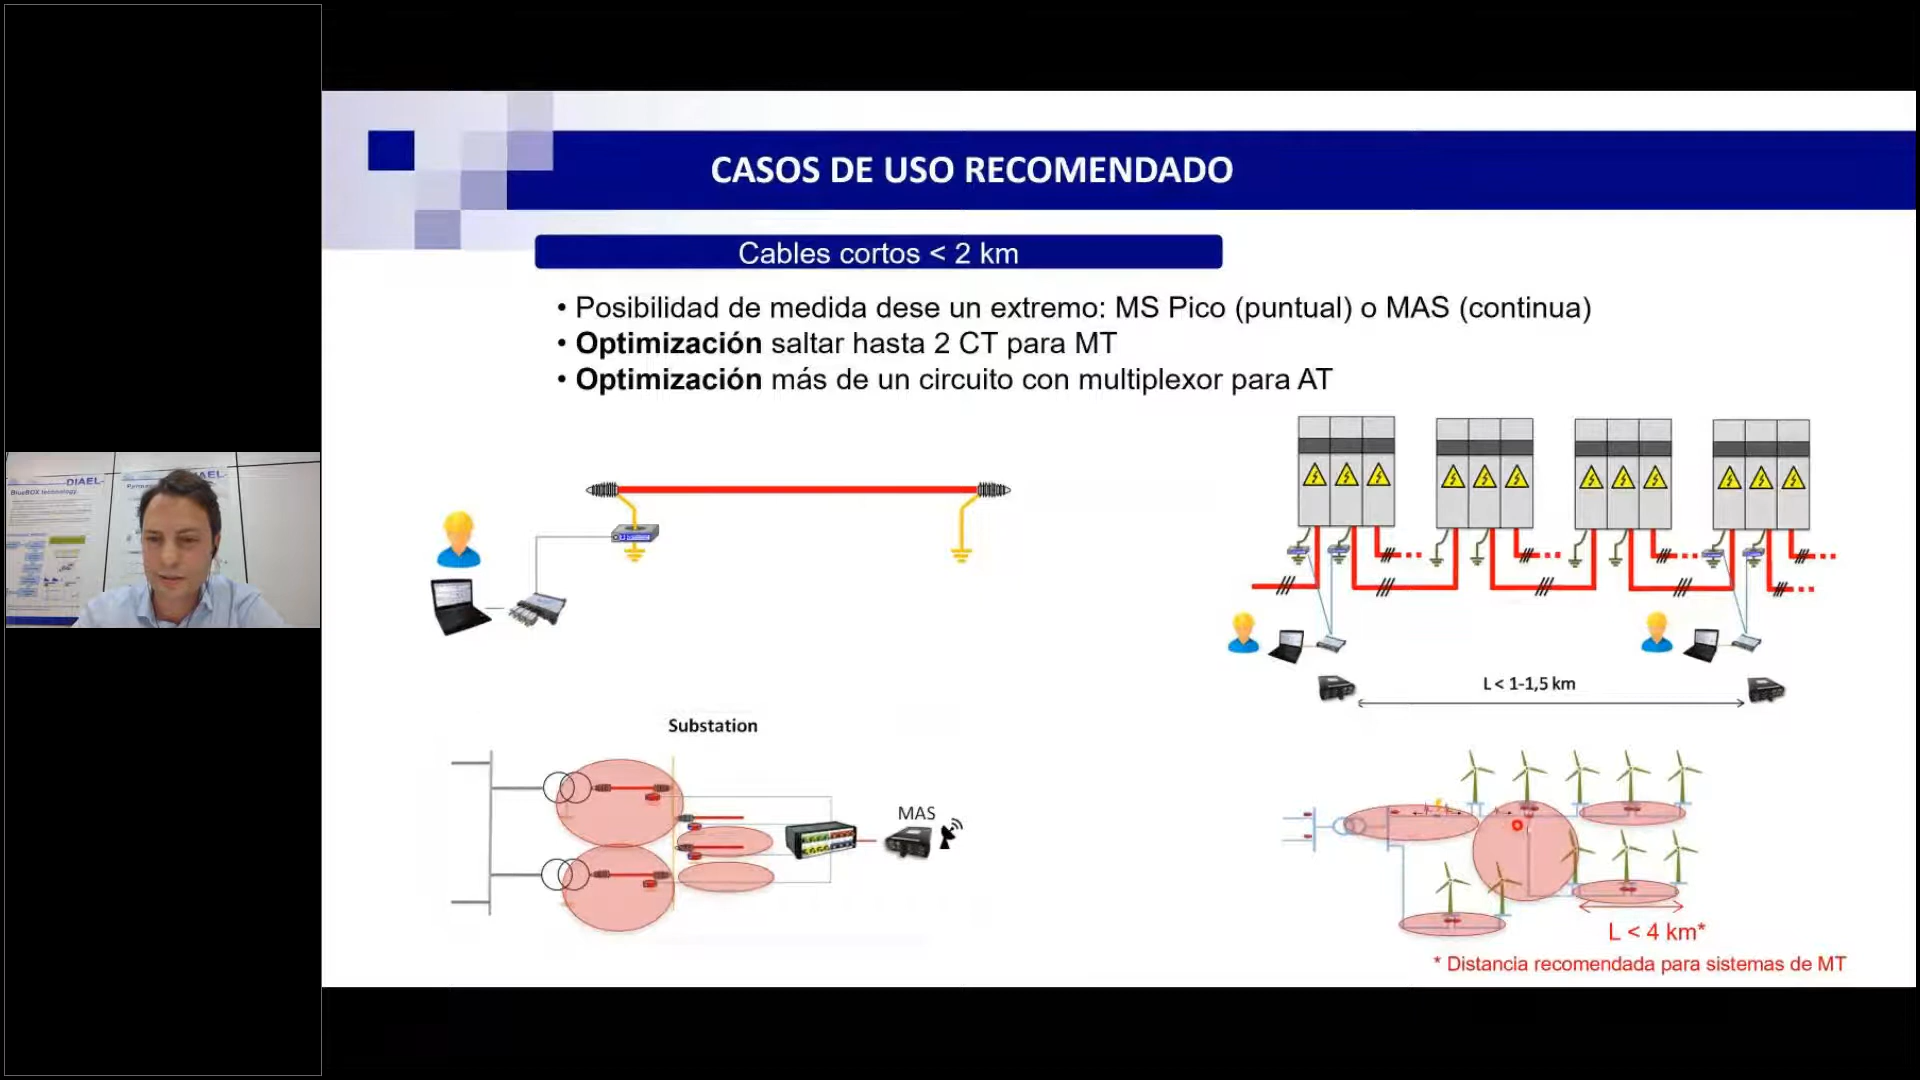 CASOS DE USO RECOMENDADO
Cables cortos < 2 km
• Posibilidad de medida dese un extremo: MS Pico (puntual) o MAS (continua)
• Optimización saltar hasta 2 CT para MT
• Optimización más de un circuito con multiplexor para AT
DIAEL
BlueBOX technology
L < 1-1,5 km
Substation
MAS
L < 4 km*
* Distancia recomendada para sistemas de MT